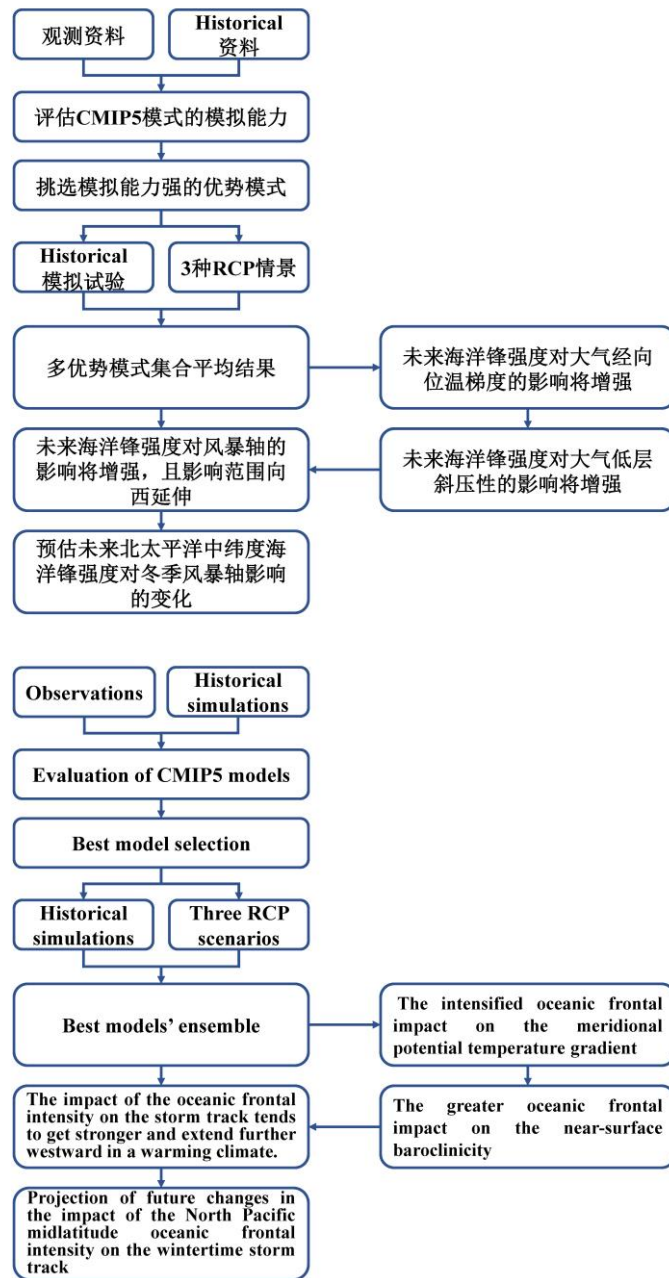 观测资料
Historical
资料
评估CMIP5模式的模拟能力
挑选模拟能力强的优势模式
Historical
模拟试验
3种RCP情景
多优势模式集合平均结果
未来海洋锋强度对大气经向
位温梯度的影响将增强
未来海洋锋强度对风暴轴的
影响将增强，且影响范围向
西延伸
未来海洋锋强度对大气低层
斜压性的影响将增强
预估未来北太平洋中纬度海
洋锋强度对冬季风暴轴影响
的变化
Observations
Historical
simulations
Evaluation of CMIP5 models
Best model selection
Historical
simulations
Three RCP
scenarios
Best models’ ensemble
The intensified oceanic frontal
impact on the meridional
potential temperature gradient
The impact of the oceanic frontal
intensity on the storm track tends
to get stronger and extend further
westward in a warming climate.
The greater oceanic frontal
impact on the near-surface
baroclinicity
Projection of future changes in
the impact of the North Pacific
midlatitude oceanic frontal
intensity on the wintertime storm
track